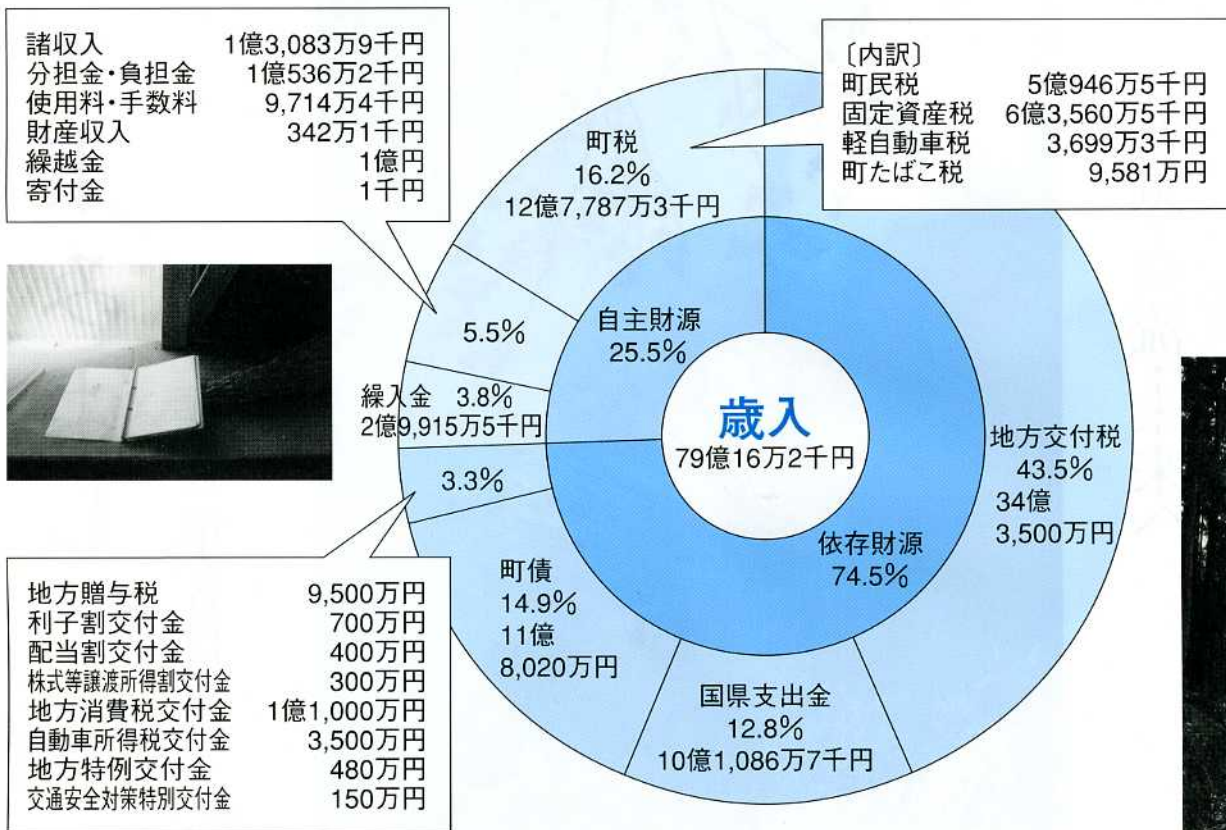 諸収入 1億3,083万9千円
分担金・負担金 1億536万2千円
使用料・手数料 9,714万4千円
財産収入 342万1千円
繰越金 1億円
寄付金 1千円
〔内訳〕
町民税 5億946万5千円
固定資産税 6億3,560万5千円
軽自動車税 3,699万3千円
町たばこ税 9,581万円
町税
16.2%
12億7,787万3千円
5.5%
繰入金 3.8%
2億9,915万5千円
3.3%
自主財源
25.5%
歳入
79億16万2千円
依存財源
74.5%
地方交付税
43.5%
34億
3,500万円
町債
14.9%
11億
8,020万円
国県支出金
12.8%
10億1,086万7千円
地方贈与税 9,500万円
利子割交付金 700万円
配当割交付金 400万円
株式等譲渡所得割交付金 300万円
地方消費税交付金 1億1,000万円
自動車所得税交付金 3,500万円
地方特例交付金 480万円
交通安全対策特別交付金 150万円